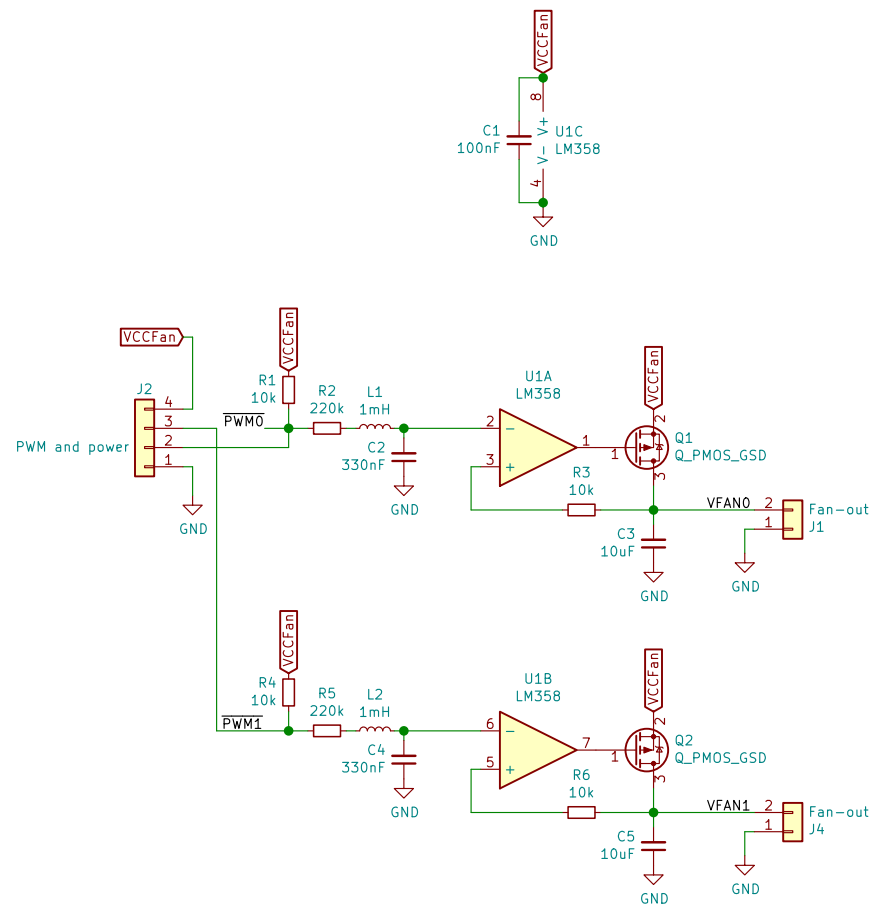 VCCFan
8
V+
C1
100nF
U1C
LM358
V-
4
GND
VCCFan
VCCFan
VCCFan
J2
PWM and power
4
3
2
1
GND
PWM0
R1
10k
R2
220k
L1
1mH
C2
330nF
GND
U1A
LM358
2
-
3
+
1
R3
10k
2
1
3
Q1
Q_PMOS_GSD
VFAN0
2
1
Fan-out
J1
C3
10uF
GND
GND
VCCFan
VCCFan
PWM1
R4
10k
R5
220k
L2
1mH
C4
330nF
GND
U1B
LM358
6
-
5
+
7
R6
10k
2
1
3
Q2
Q_PMOS_GSD
VFAN1
2
1
Fan-out
J4
C5
10uF
GND
GND